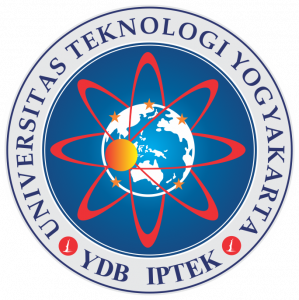 UNIVERSITAS TEKNOLOGI YOGYAKARTA
YDB IPTEK